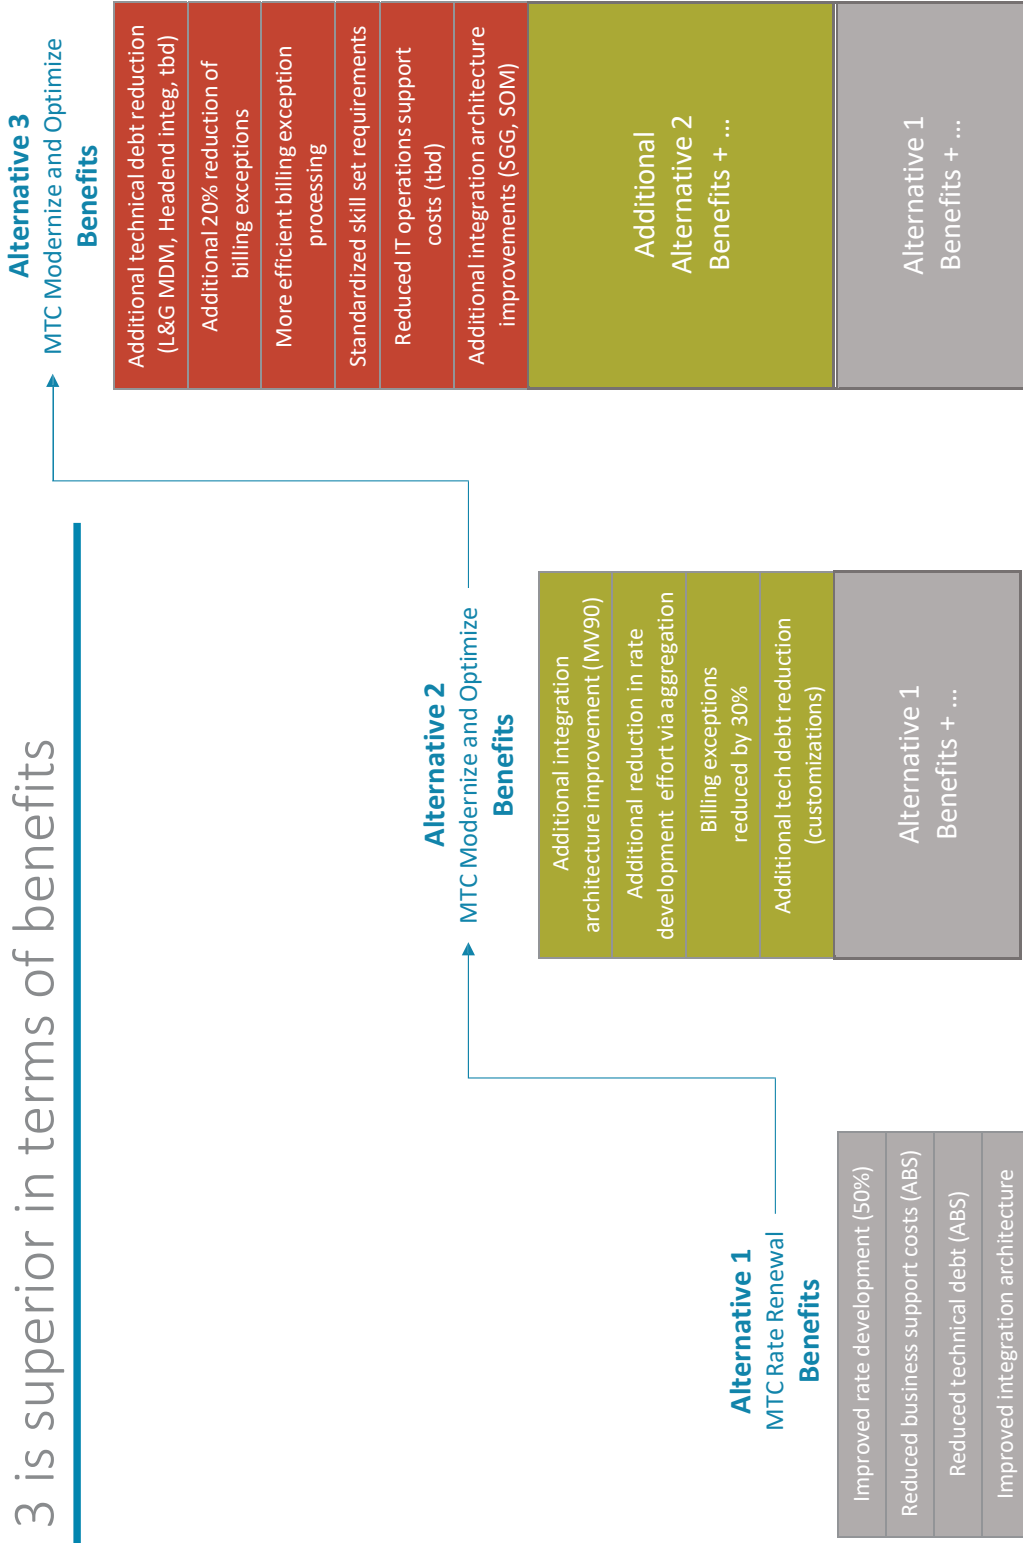 3 is superior in terms of benefits
Alternative 1
MTC Rate Renewal
Benefits
Improved rate development (50%)
Reduced business support costs (ABS)
Reduced technical debt (ABS)
Improved integration architecture
Alternative 2
MTC Modernize and Optimize
Benefits
Additional integration
architecture improvement (MV90)
Additional reduction in rate
development effort via aggregation
Billing exceptions
reduced by 30%
Additional tech debt reduction
(customizations)
Alternative 1
Benefits + ...
Alternative 3
MTC Modernize and Optimize
Benefits
Additional technical debt reduction
(L&G MDM, Headend integ, tbd)
Additional 20% reduction of
billing exceptions
More efficient billing exception
processing
Standardized skill set requirements
Reduced IT operations support
costs (tbd)
Additional integration architecture
improvements (SGG, SOM)
Additional
Alternative 2
Benefits + ...
Alternative 1
Benefits + ...